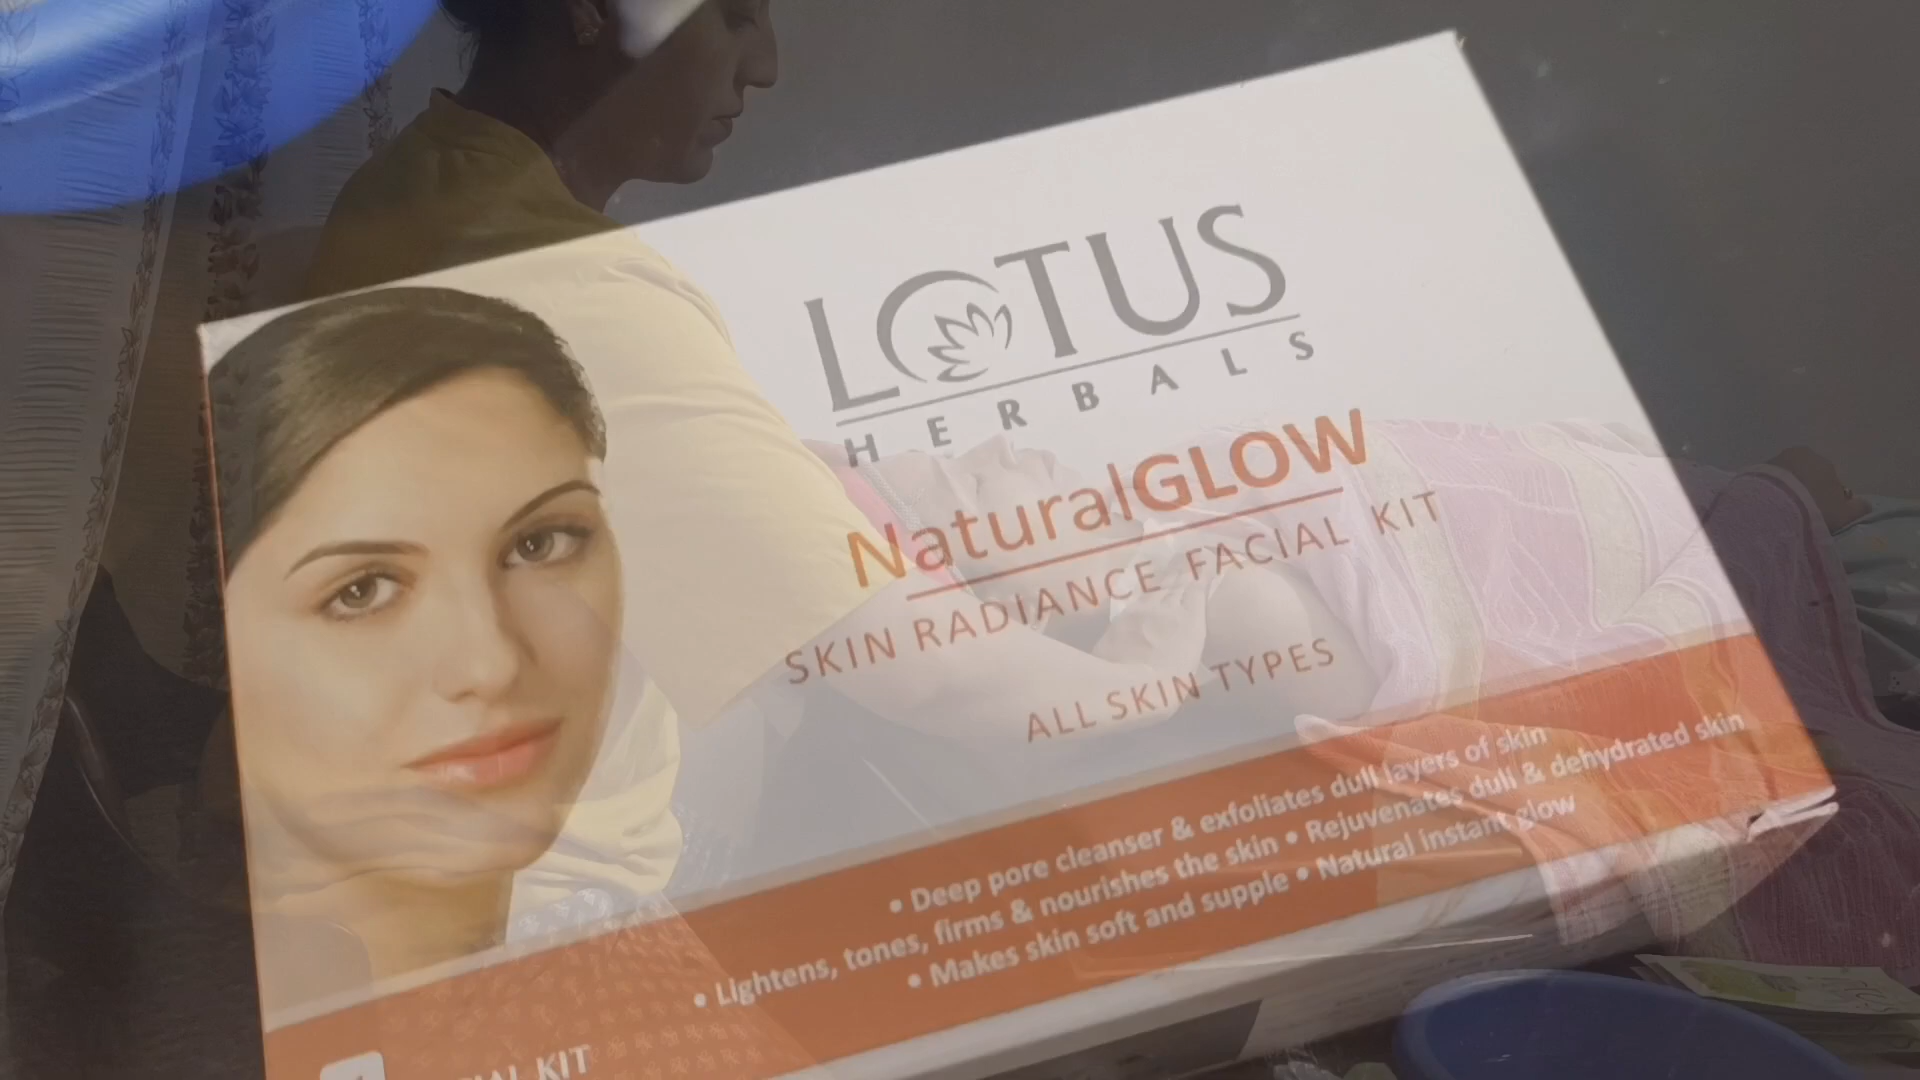 LOTUS
HERBALS
NaturalGLOW
SKIN RADIANCE FACIAL KIT
ALL SKIN TYPES
• Deep pore cleanser & exfoliates dull layers of skin
• Lightens, tones, firms & nourishes the skin • Rejuvenates dull & dehydrated skin
• Makes skin soft and supple • Natural instant glow
KIT